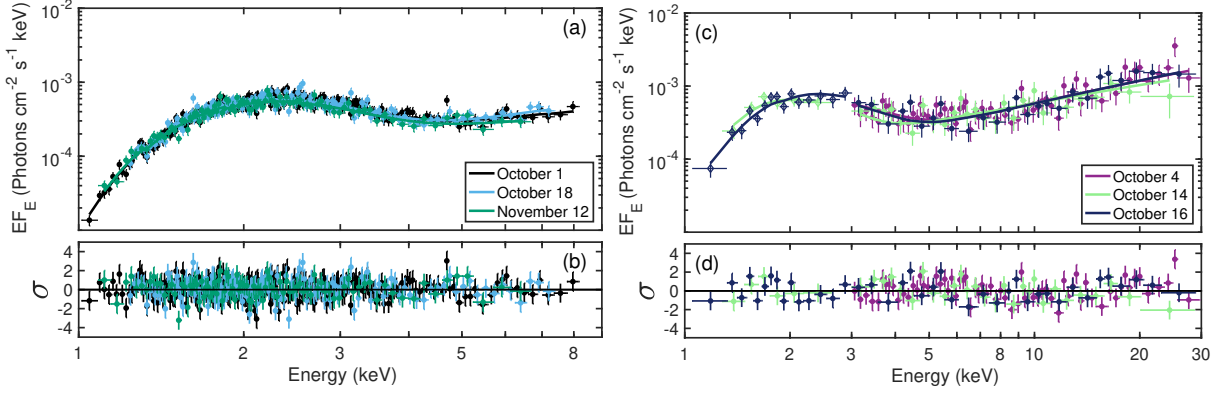 10^-2
(a)
10^-3
10^-4
EF_E (Photons cm^-2 s^-1 keV)
October 1
October 18
November 12
4
2
0
-2
-4
σ
(b)
1 2 3 5 8
Energy (keV)
10^-2
(c)
10^-3
10^-4
EF_E (Photons cm^-2 s^-1 keV)
October 4
October 14
October 16
4
2
0
-2
-4
σ
(d)
1 2 3 5 8 10 20 30
Energy (keV)